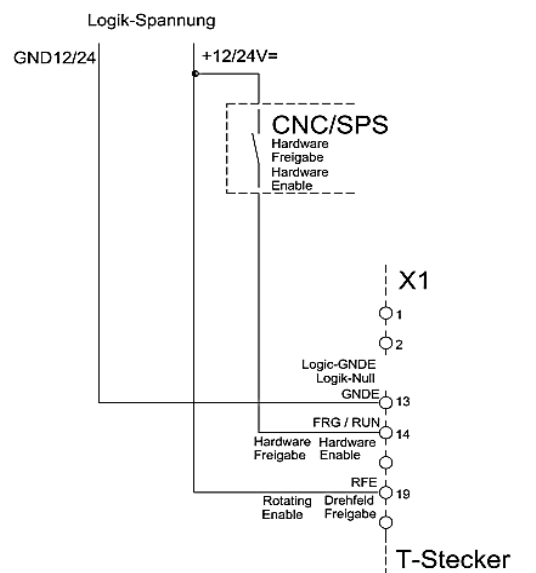 Logik-Spannung
GND12/24
+12/24V=
CNC/SPS
Hardware
Freigabe
Hardware
Enable
X1
1
2
Logic-GNDE
Logik-Null
GNDE
13
FRG / RUN
14
Hardware Hardware
Freigabe Enable
RFE
19
Rotating Drehfeld
Enable Freigabe
T-Stecker